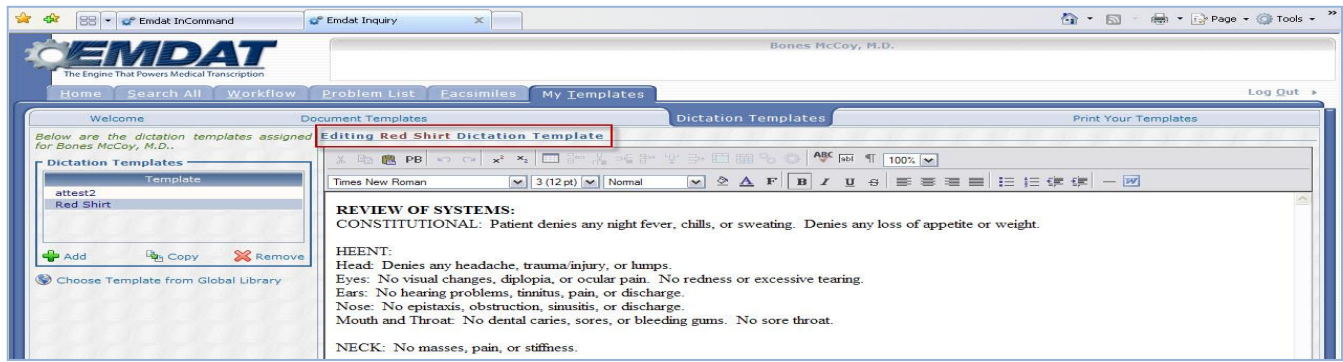 Emdat InCommand
Emdat Inquiry
Page
Tools
EMDAT
The Engine That Powers Medical Transcription
Bones McCoy, M.D.
Home Search All Workflow Problem List Facsimiles My Templates
Log Out
Welcome Document Templates Dictation Templates Print Your Templates
Below are the dictation templates assigned
for Bones McCoy, M.D..
Editing Red Shirt Dictation Template
Dictation Templates
Template
attest2
Red Shirt
Add Copy Remove
Choose Template from Global Library
PB x² x₂ ABC abl ¶ 100%
Times New Roman 3 (12 pt) Normal A F B I U S W
REVIEW OF SYSTEMS:
CONSTITUTIONAL: Patient denies any night fever, chills, or sweating. Denies any loss of appetite or weight.
HEENT:
Head: Denies any headache, trauma/injury, or lumps.
Eyes: No visual changes, diplopia, or ocular pain. No redness or excessive tearing.
Ears: No hearing problems, tinnitus, pain, or discharge.
Nose: No epistaxis, obstruction, sinusitis, or discharge.
Mouth and Throat: No dental caries, sores, or bleeding gums. No sore throat.
NECK: No masses, pain, or stiffness.